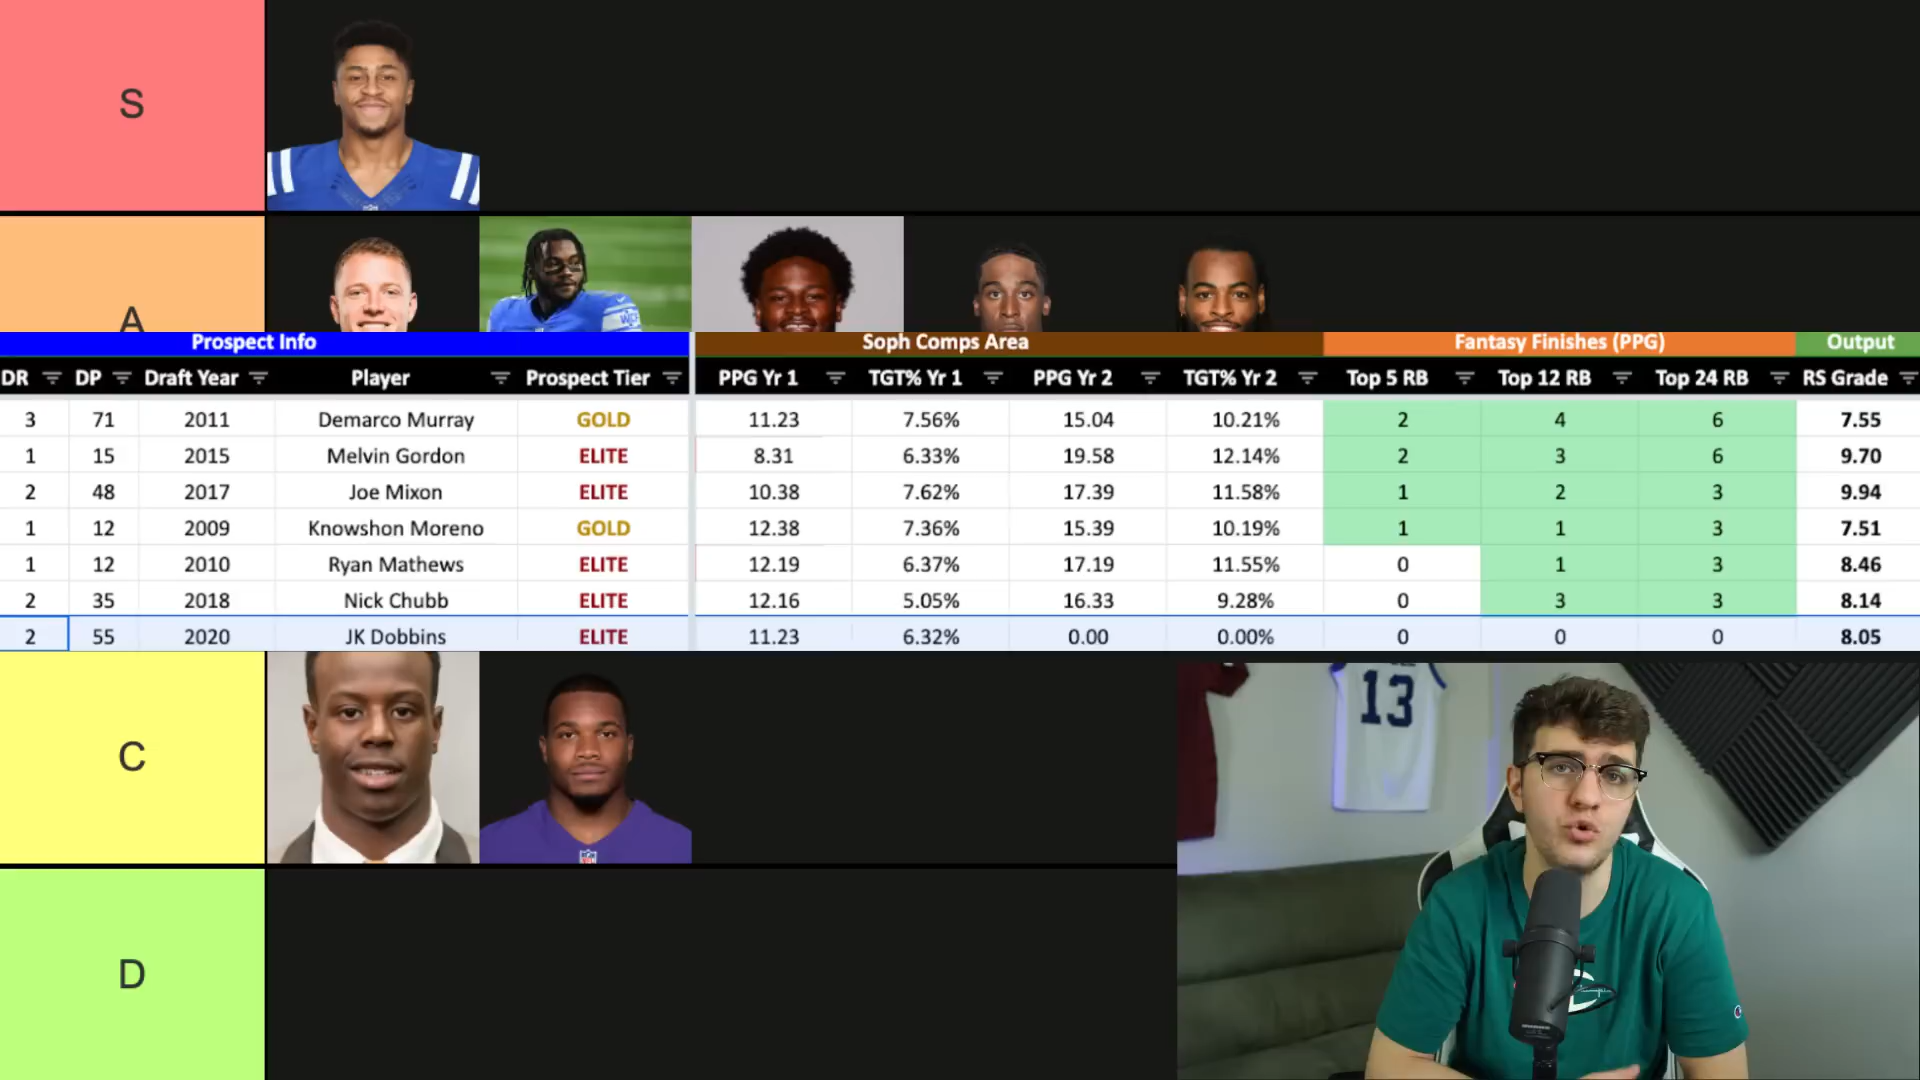 S
A
Prospect Info Soph Comps Area Fantasy Finishes (PPG) Output
DR DP Draft Year Player Prospect Tier PPG Yr 1 TGT% Yr 1 PPG Yr 2 TGT% Yr 2 Top 5 RB Top 12 RB Top 24 RB RS Grade
3 71 2011 Demarco Murray GOLD 11.23 7.56% 15.04 10.21% 2 4 6 7.55
1 15 2015 Melvin Gordon ELITE 8.31 6.33% 19.58 12.14% 2 3 6 9.70
2 48 2017 Joe Mixon ELITE 10.38 7.62% 17.39 11.58% 1 2 3 9.94
1 12 2009 Knowshon Moreno GOLD 12.38 7.36% 15.39 10.19% 1 1 3 7.51
1 12 2010 Ryan Mathews ELITE 12.19 6.37% 17.19 11.55% 0 1 3 8.46
2 35 2018 Nick Chubb ELITE 12.16 5.05% 16.33 9.28% 0 3 3 8.14
2 55 2020 JK Dobbins ELITE 11.23 6.32% 0.00 0.00% 0 0 0 8.05
C
13
D